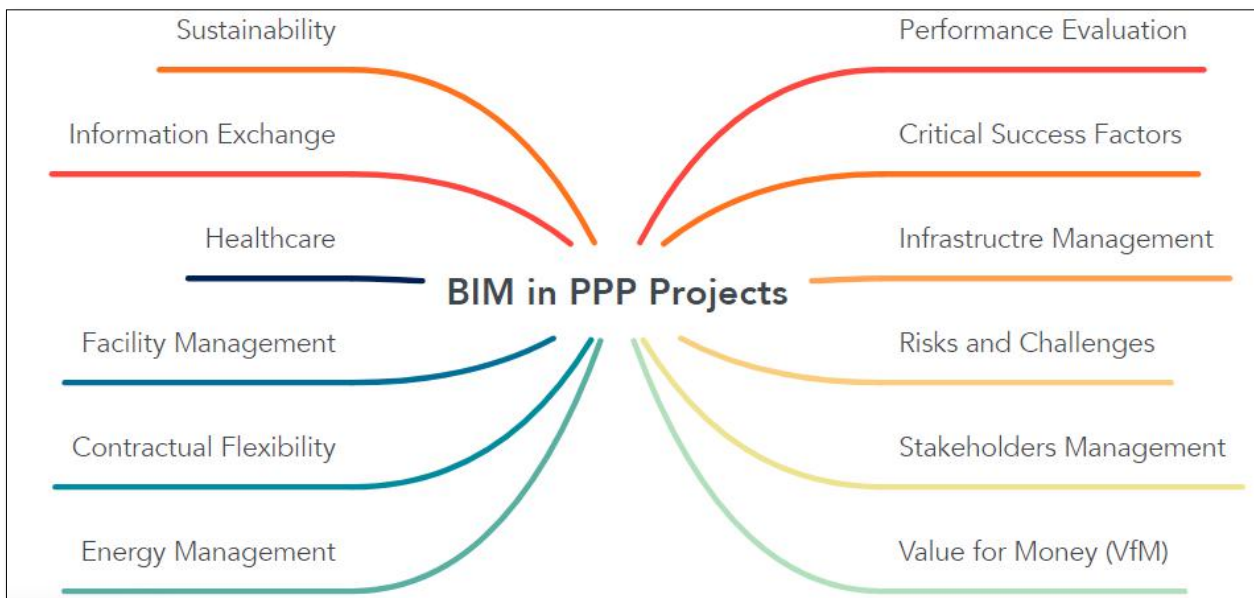 Sustainability
Information Exchange
Healthcare
Facility Management
Contractual Flexibility
Energy Management
BIM in PPP Projects
Performance Evaluation
Critical Success Factors
Infrastructre Management
Risks and Challenges
Stakeholders Management
Value for Money (VfM)